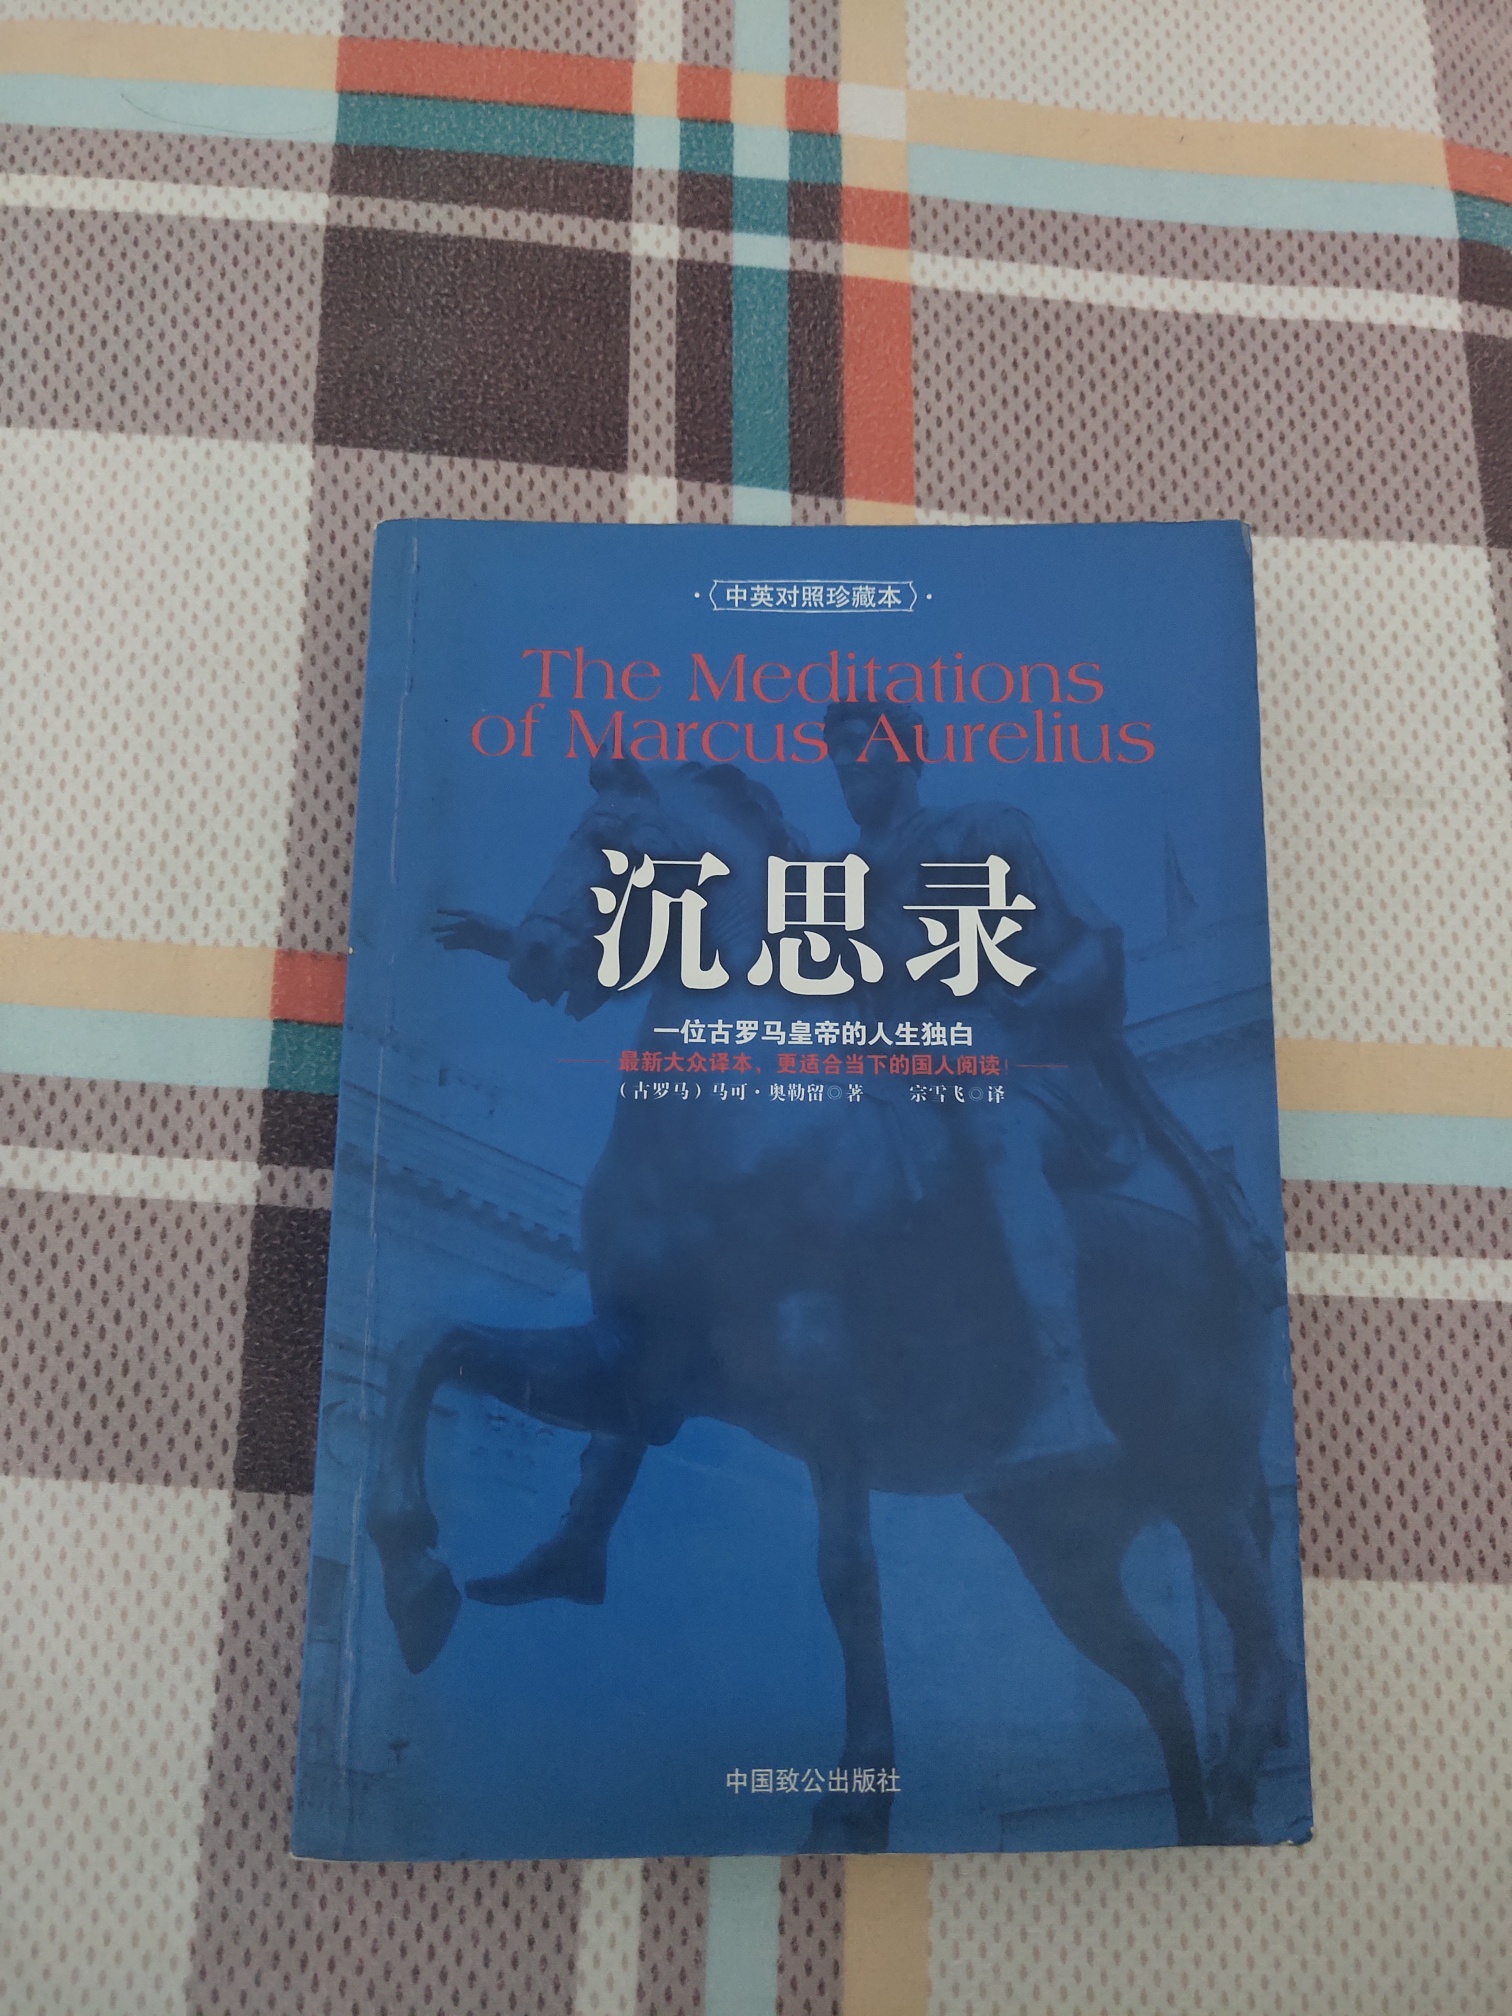 ·中英对照珍藏本·
The Meditations
of Marcus Aurelius
沉思录
一位古罗马皇帝的人生独白
最新大众译本，更适合当下的国人阅读！
（古罗马）马可·奥勒留◎著 宗雪飞◎译
中国致公出版社